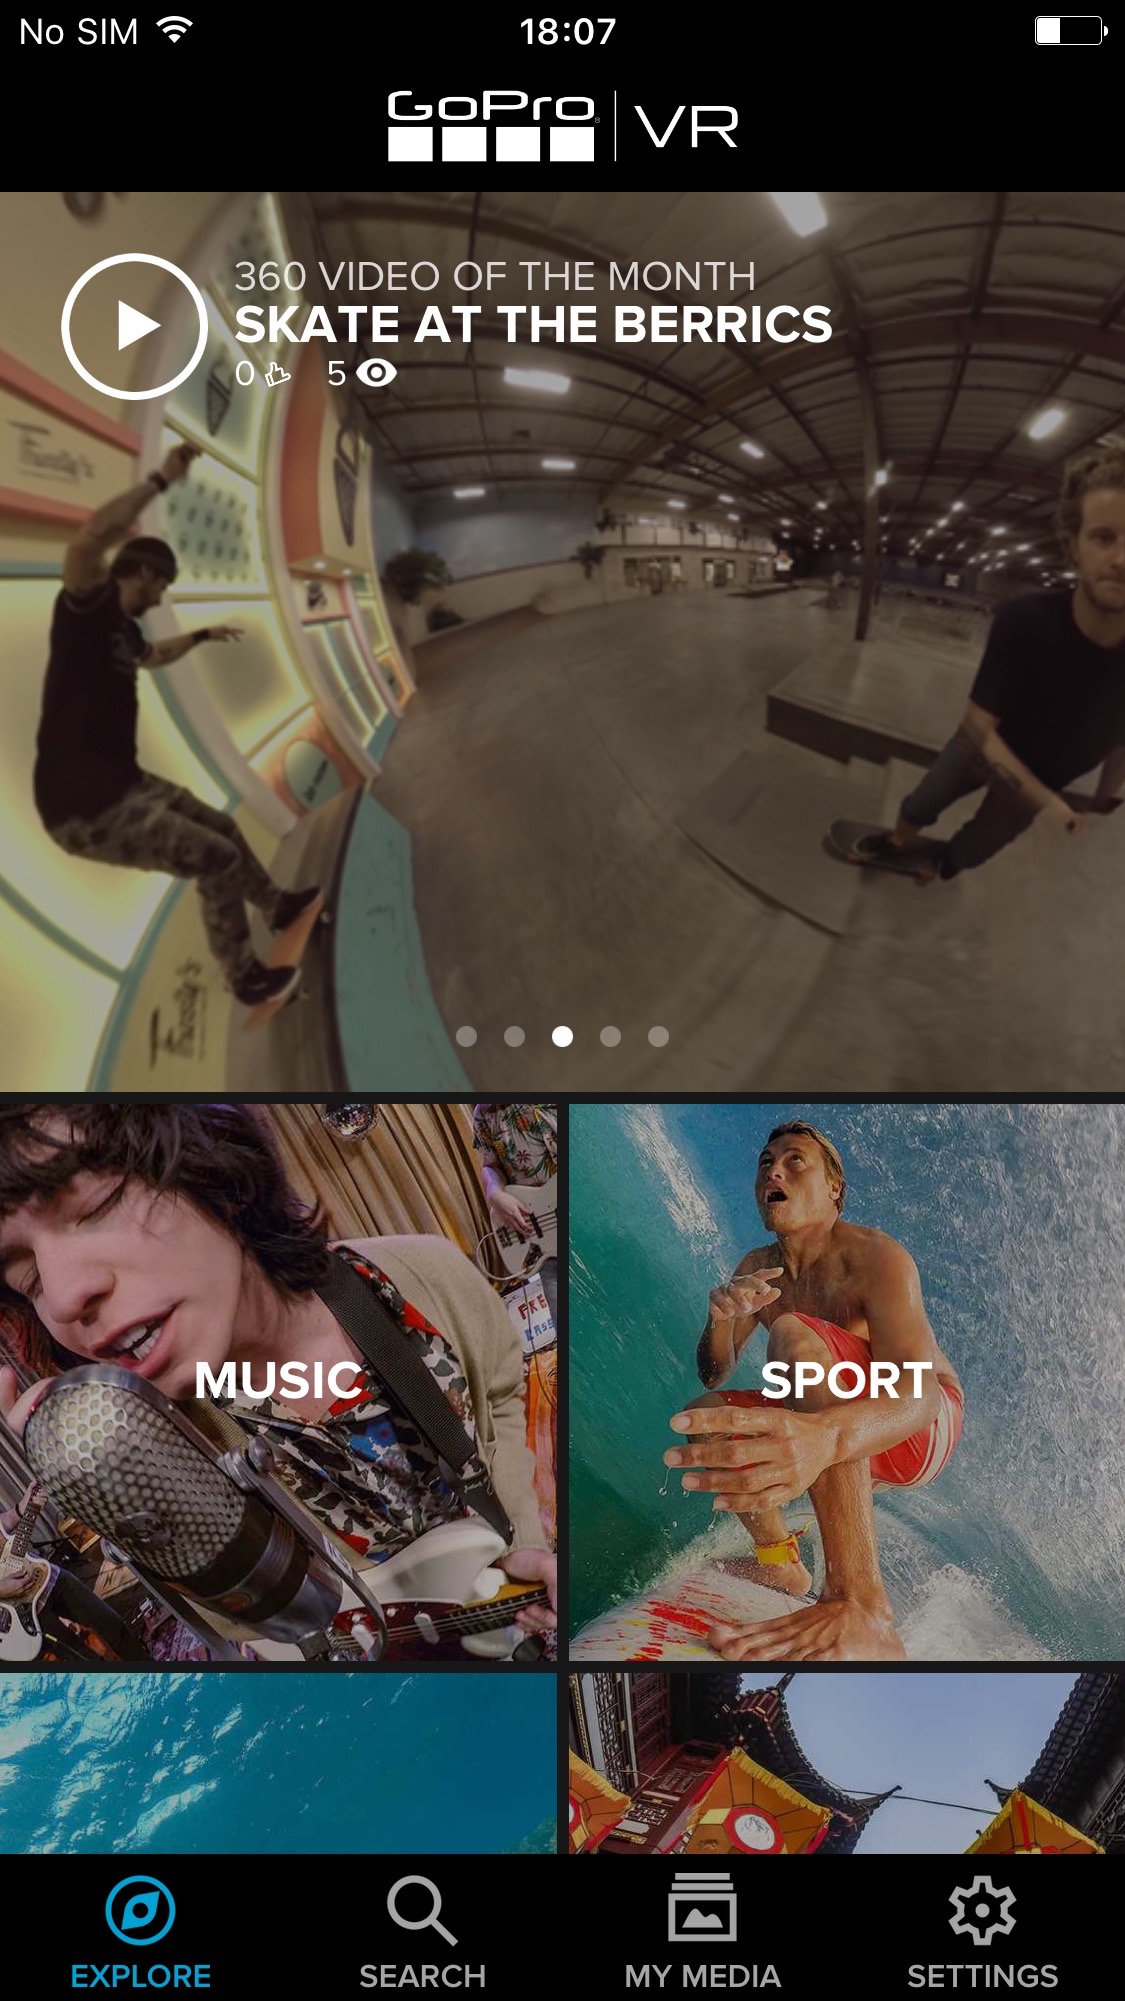 No SIM 18:07
GoPro | VR
360 VIDEO OF THE MONTH
SKATE AT THE BERRICS
0 5
MUSIC
SPORT
EXPLORE SEARCH MY MEDIA SETTINGS